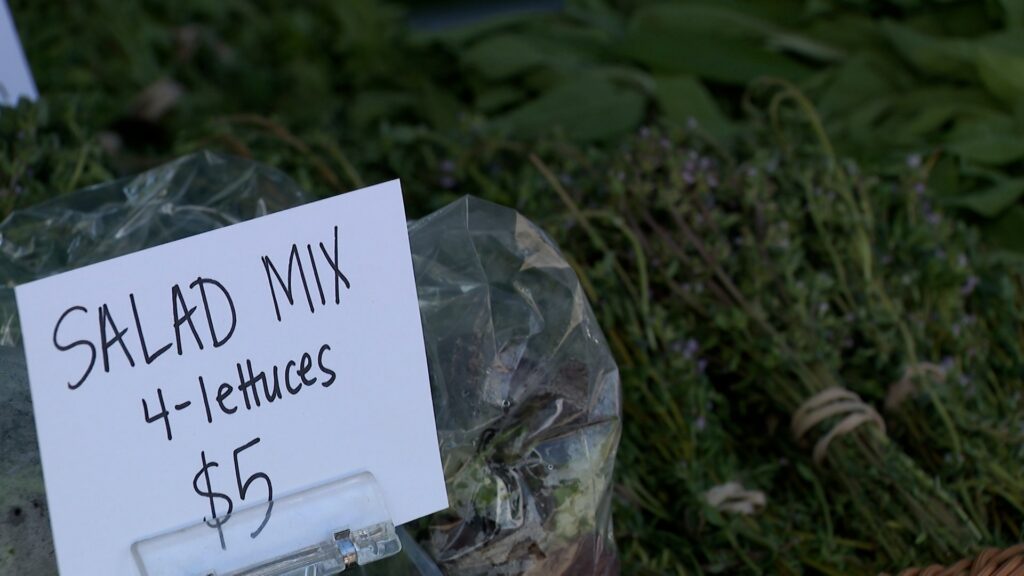 SALAD MIX
4-lettuces
$5